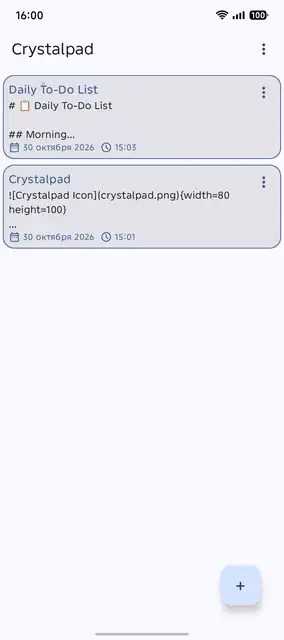 16:00
100
Crystalpad
Daily To-Do List
# 📋 Daily To-Do List
## Morning...
30 октября 2026 15:03
Crystalpad
![Crystalpad Icon](crystalpad.png){width=80
height=100}
...
30 октября 2026 15:01
+